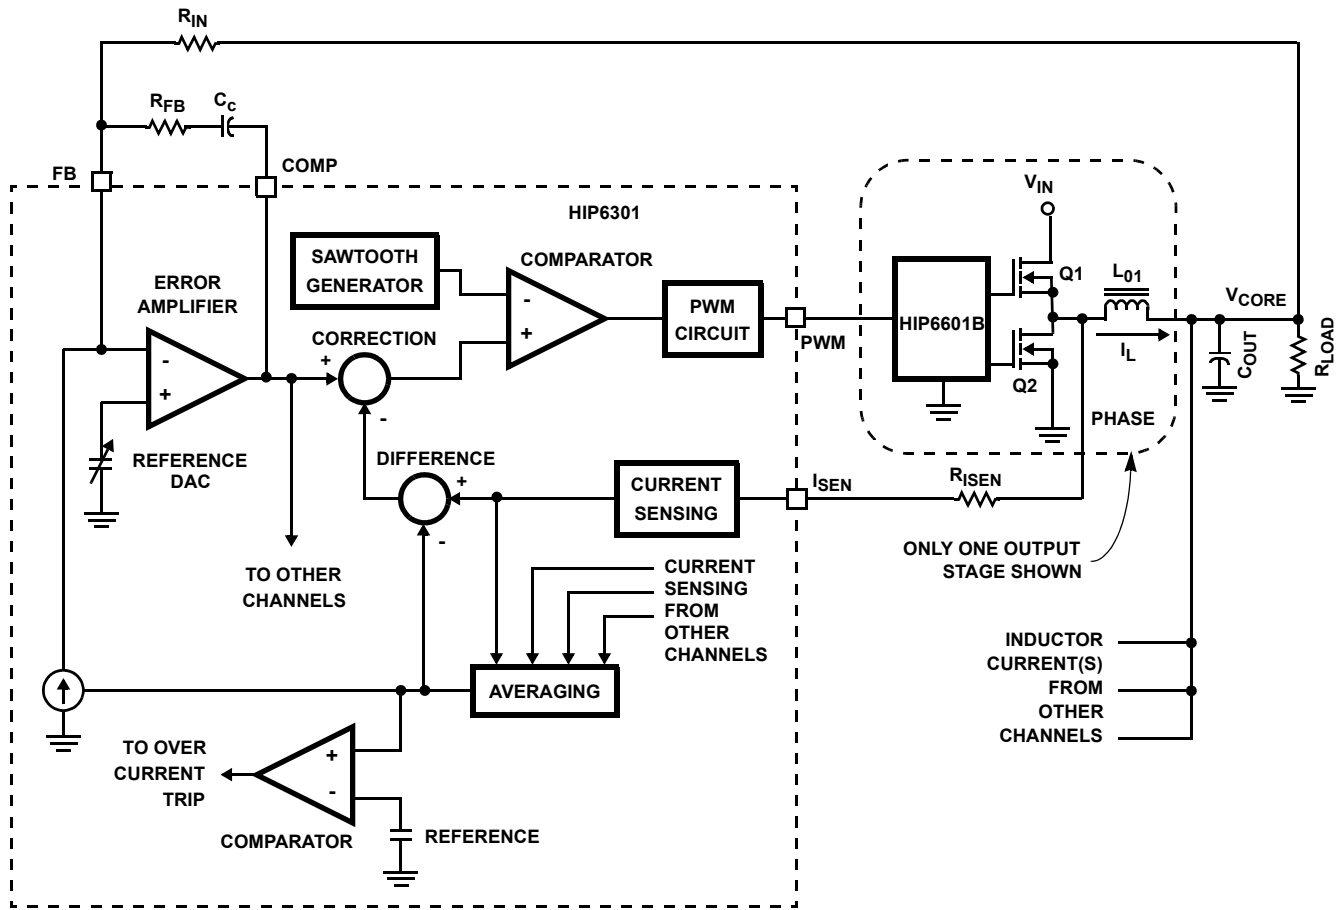 RIN
RFB
Cc
FB
COMP
HIP6301
SAWTOOTH
GENERATOR
COMPARATOR
-
+
PWM
CIRCUIT
PWM
ERROR
AMPLIFIER
-
+
REFERENCE
DAC
CORRECTION
+
-
TO OTHER
CHANNELS
DIFFERENCE
+
-
CURRENT
SENSING
ISEN
RISEN
VIN
HIP6601B
Q1
Q2
L01
IL
PHASE
VCORE
COUT
RLOAD
ONLY ONE OUTPUT
STAGE SHOWN
CURRENT
SENSING
FROM
OTHER
CHANNELS
AVERAGING
INDUCTOR
CURRENT(S)
FROM
OTHER
CHANNELS
TO OVER
CURRENT
TRIP
+
-
COMPARATOR
REFERENCE